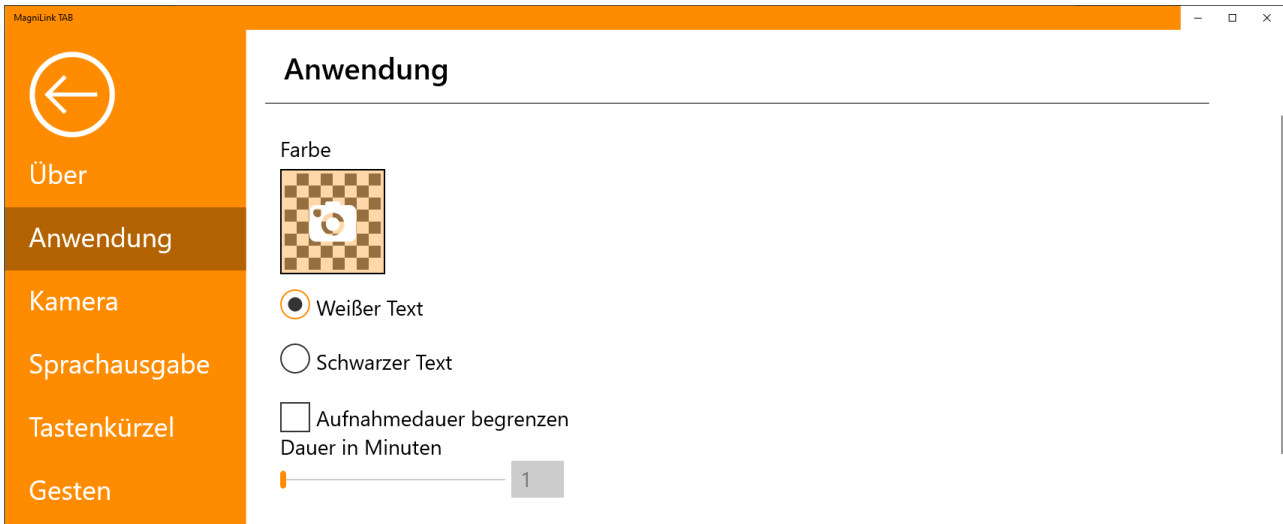 MagniLink TAB
Über
Anwendung
Kamera
Sprachausgabe
Tastenkürzel
Gesten
Anwendung
Farbe
Weißer Text
Schwarzer Text
Aufnahmedauer begrenzen
Dauer in Minuten
1